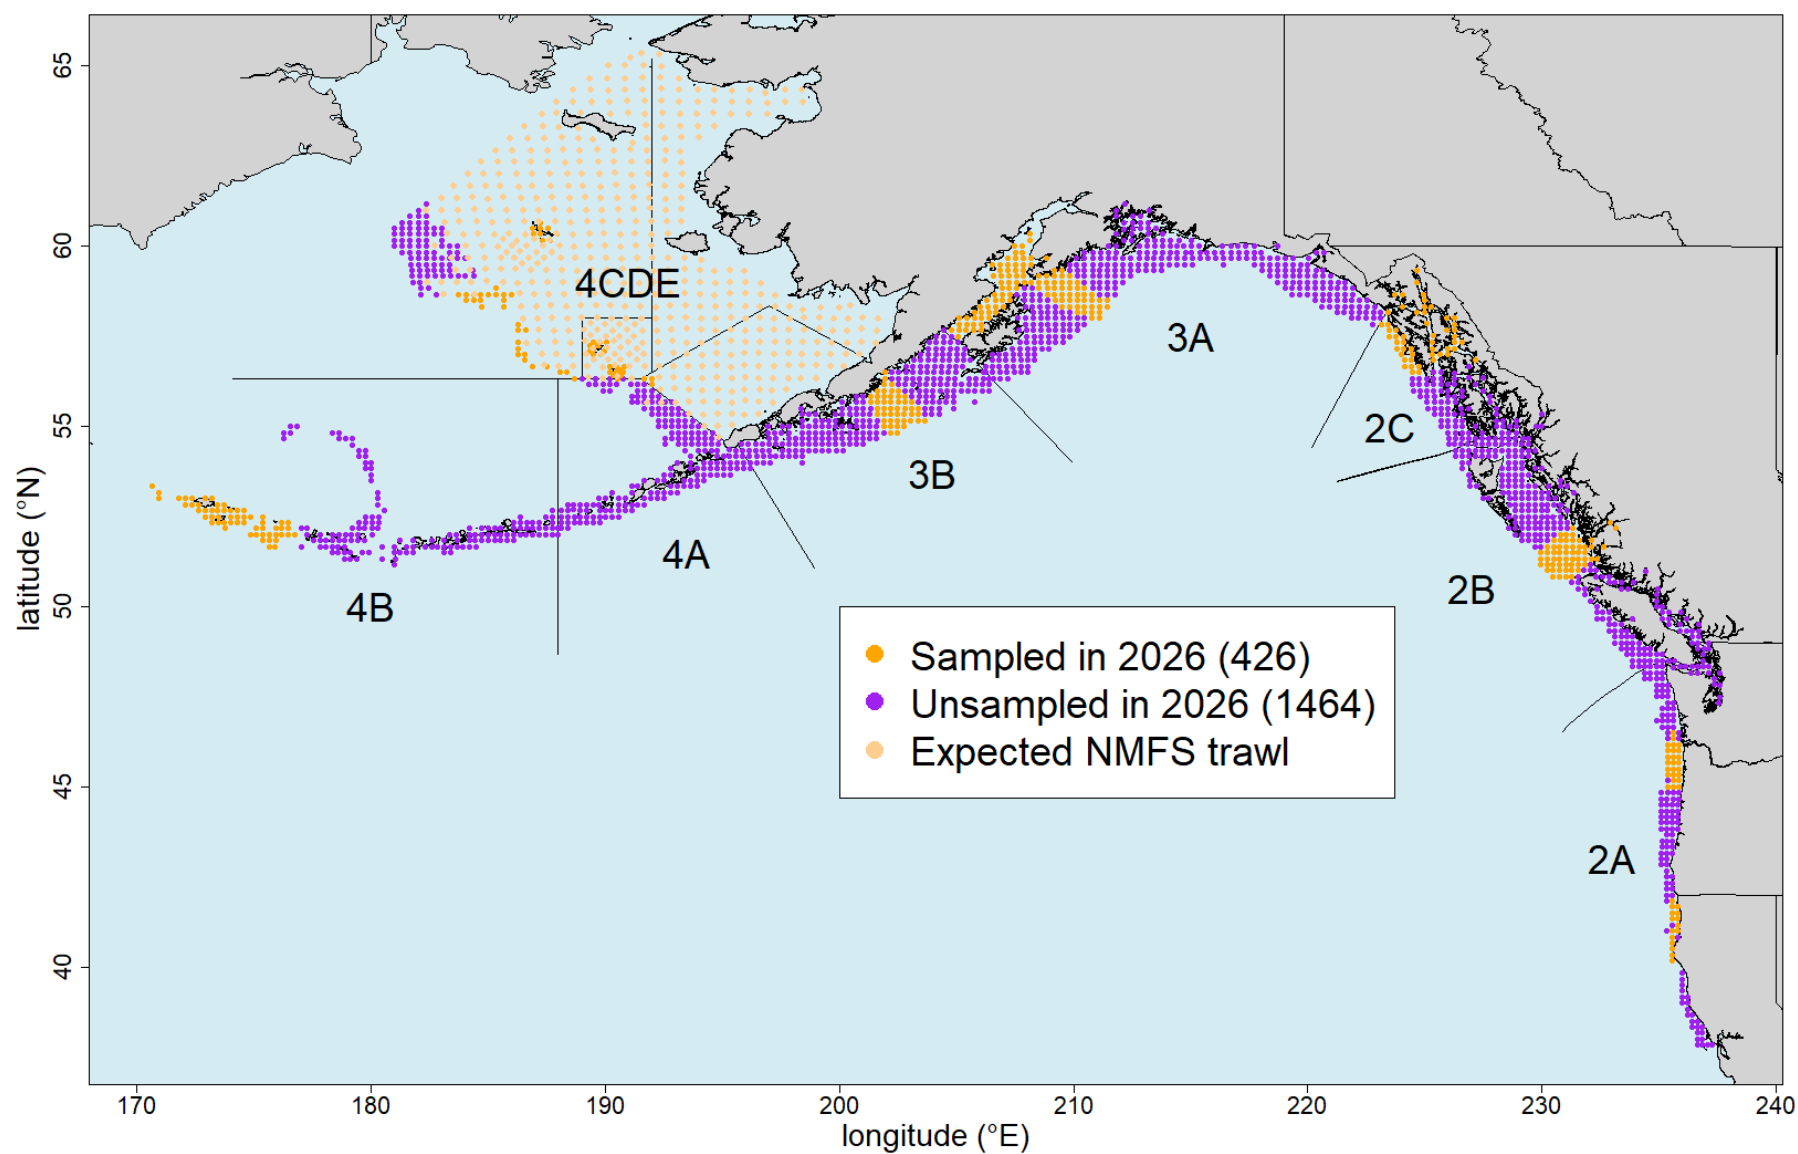 65
60
55
50
45
40
latitude (°N)
4CDE
3A
2C
3B
4A
4B
2B
2A
Sampled in 2026 (426)
Unsampled in 2026 (1464)
Expected NMFS trawl
170
180
190
200
210
220
230
240
longitude (°E)